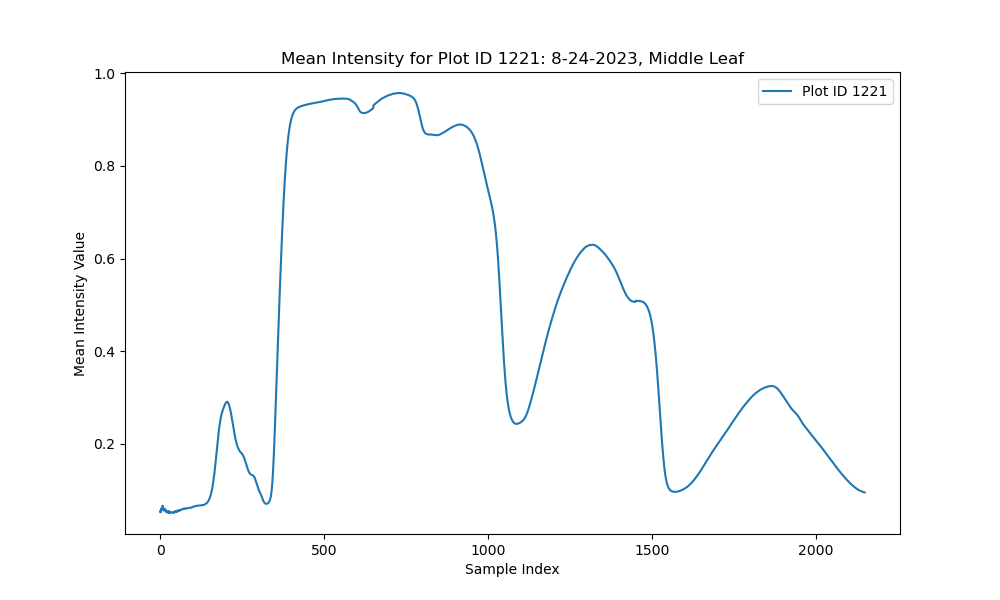 Mean Intensity for Plot ID 1221: 8-24-2023, Middle Leaf
Plot ID 1221
Mean Intensity Value
1.0
0.8
0.6
0.4
0.2
0
500
1000
1500
2000
Sample Index